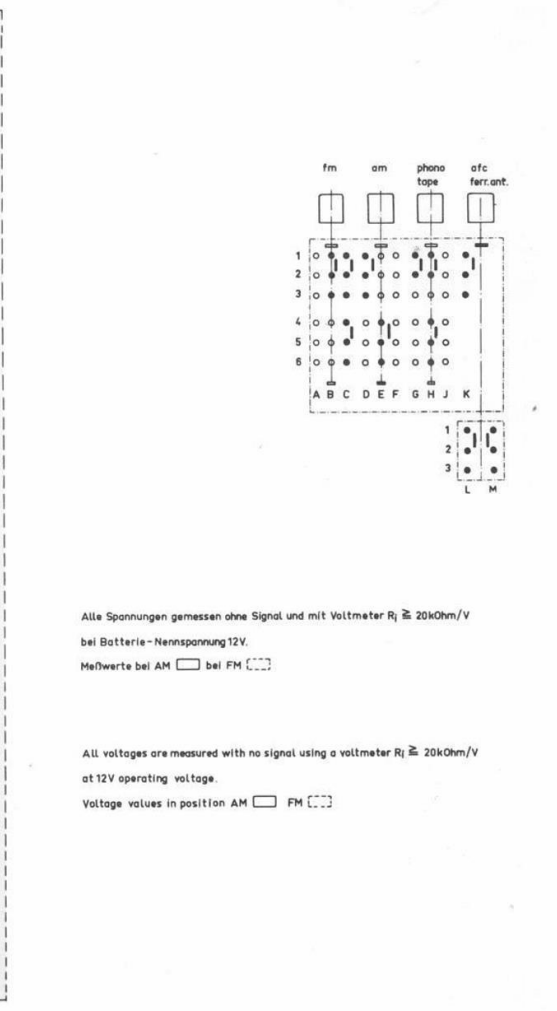 fm am phono afc
tape ferr.ant.
1
2
3
4
5
6
A B C D E F G H J K
1
2
3
L M
Alle Spannungen gemessen ohne Signal und mit Voltmeter Ri ≧ 20kOhm/V
bei Batterie-Nennspannung 12V.
Meßwerte bei AM bei FM
All voltages are measured with no signal using a voltmeter Ri ≧ 20kOhm/V
at 12V operating voltage.
Voltage values in position AM FM